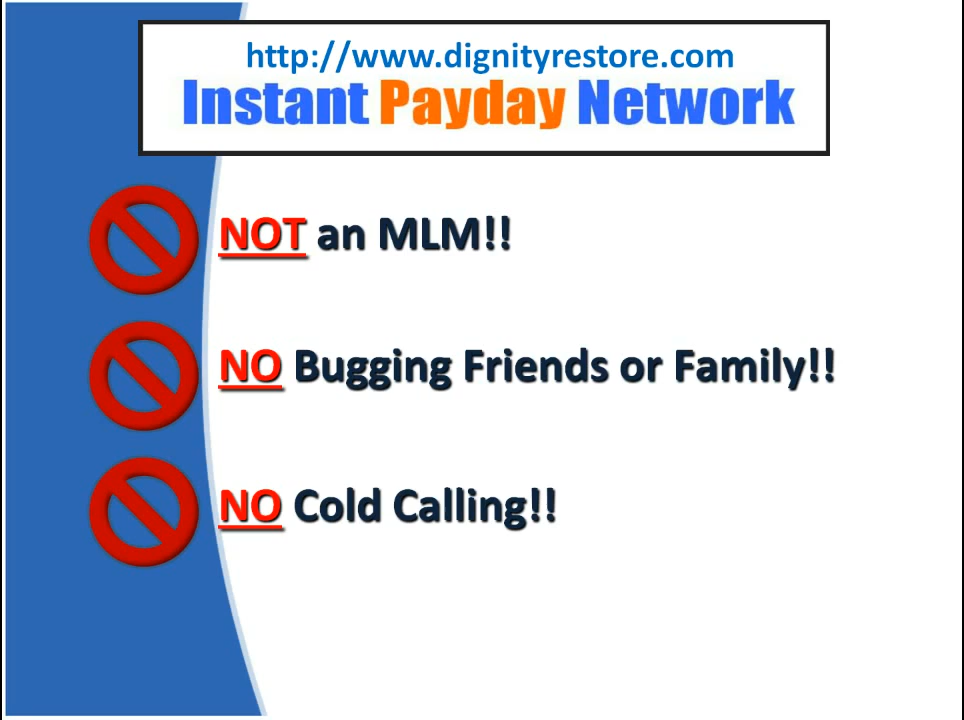 http://www.dignityrestore.com
Instant Payday Network
NOT an MLM!!
NO Bugging Friends or Family!!
NO Cold Calling!!